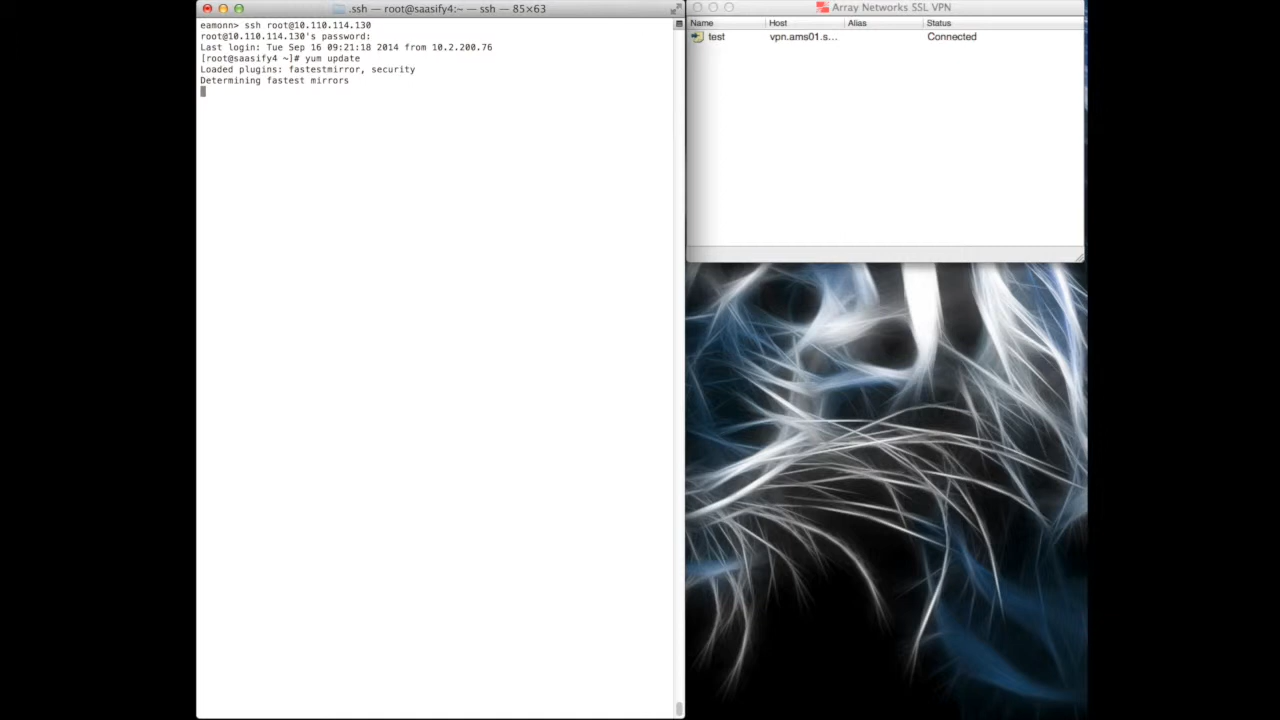 .ssh — root@saasify4:~ — ssh — 85×63
eamonn> ssh root@10.110.114.130
root@10.110.114.130's password:
Last login: Tue Sep 16 09:21:18 2014 from 10.2.200.76
[root@saasify4 ~]# yum update
Loaded plugins: fastestmirror, security
Determining fastest mirrors
Array Networks SSL VPN
Name Host Alias Status
test vpn.ams01.s... Connected